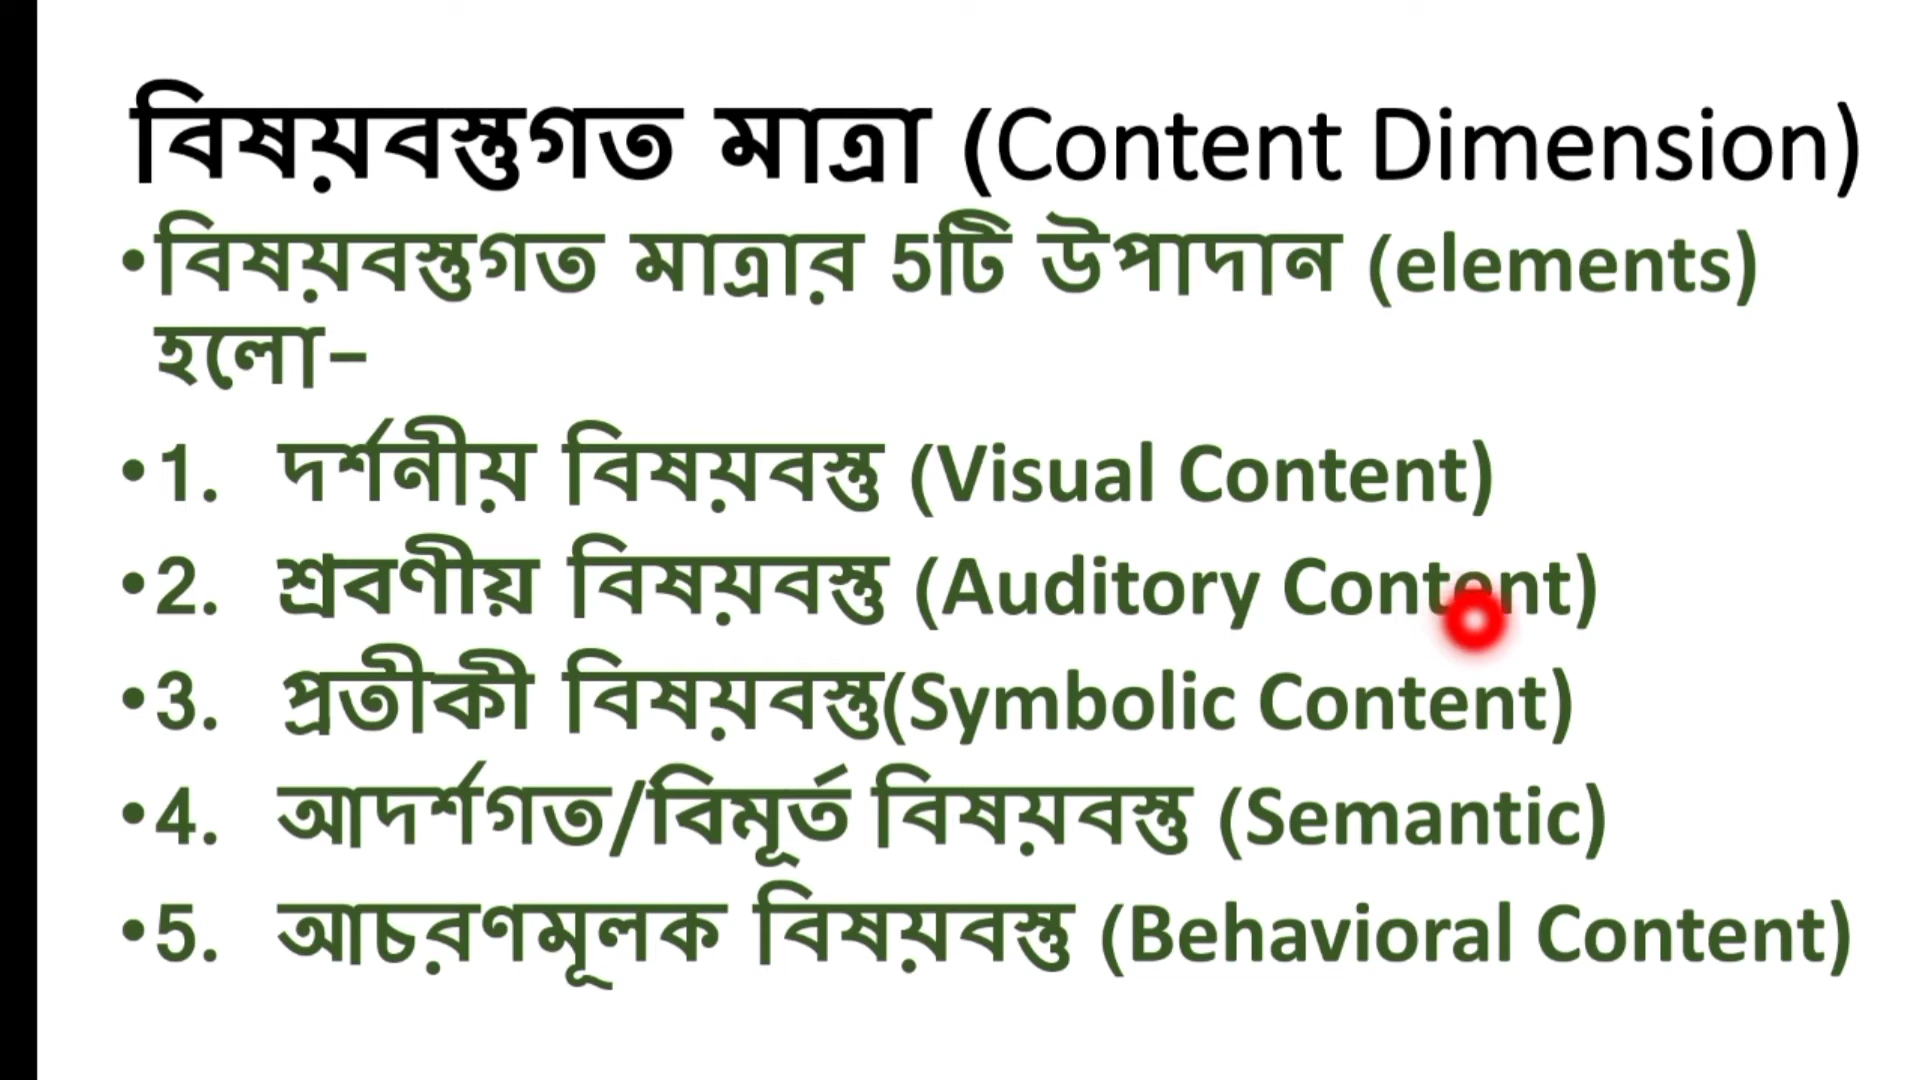 বিষয়বস্তুগত মাত্রা (Content Dimension)
•বিষয়বস্তুগত মাত্রার 5টি উপাদান (elements)
হলো–
•1. দর্শনীয় বিষয়বস্তু (Visual Content)
•2. শ্রবণীয় বিষয়বস্তু (Auditory Content)
•3. প্রতীকী বিষয়বস্তু(Symbolic Content)
•4. আদর্শগত/বিমূর্ত বিষয়বস্তু (Semantic)
•5. আচরণমূলক বিষয়বস্তু (Behavioral Content)